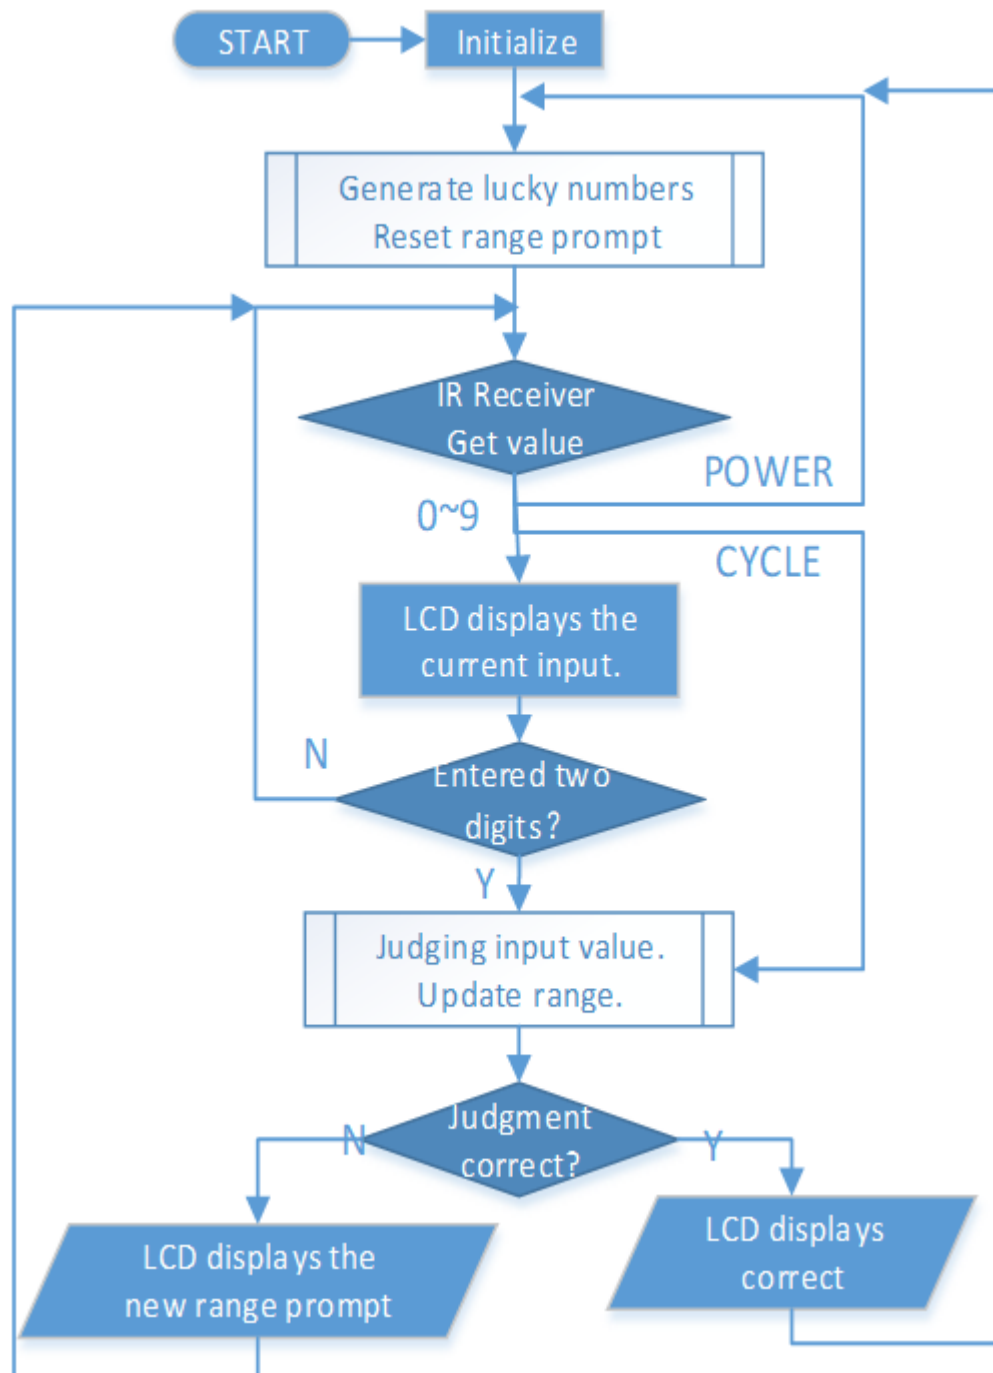 START
Initialize
Generate lucky numbers
Reset range prompt
IR Receiver
Get value
POWER
0~9
CYCLE
LCD displays the
current input.
N
Entered two
digits?
Y
Judging input value.
Update range.
Judgment
correct?
N
Y
LCD displays the
new range prompt
LCD displays
correct